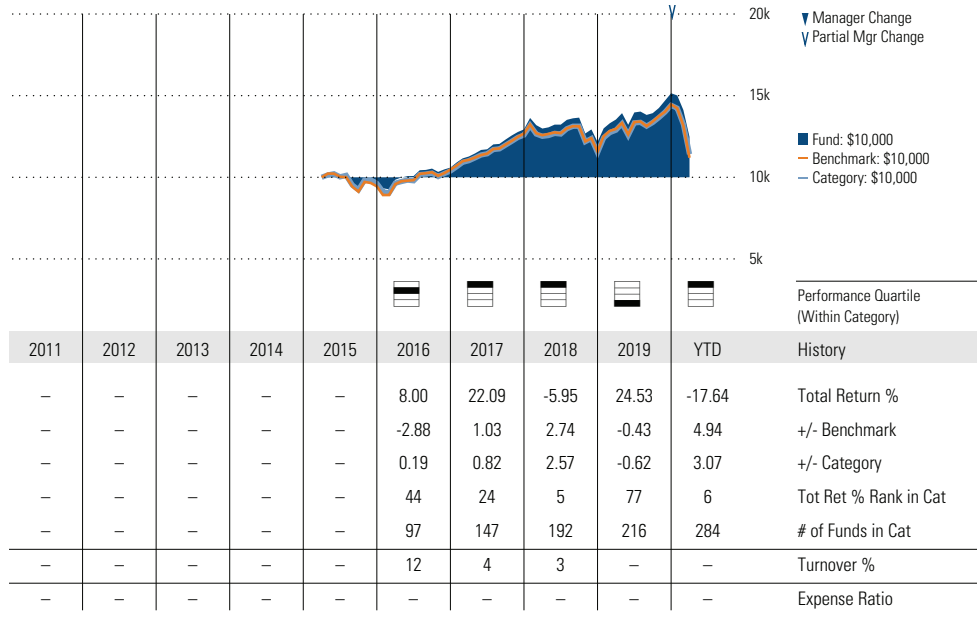 20k
▼ Manager Change
∨ Partial Mgr Change
15k
Fund: $10,000
Benchmark: $10,000
Category: $10,000
10k
5k
Performance Quartile
(Within Category)
2011 2012 2013 2014 2015 2016 2017 2018 2019 YTD History
– – – – – 8.00 22.09 -5.95 24.53 -17.64 Total Return %
– – – – – -2.88 1.03 2.74 -0.43 4.94 +/- Benchmark
– – – – – 0.19 0.82 2.57 -0.62 3.07 +/- Category
– – – – – 44 24 5 77 6 Tot Ret % Rank in Cat
– – – – – 97 147 192 216 284 # of Funds in Cat
– – – – – 12 4 3 – – Turnover %
– – – – – – – – – – Expense Ratio